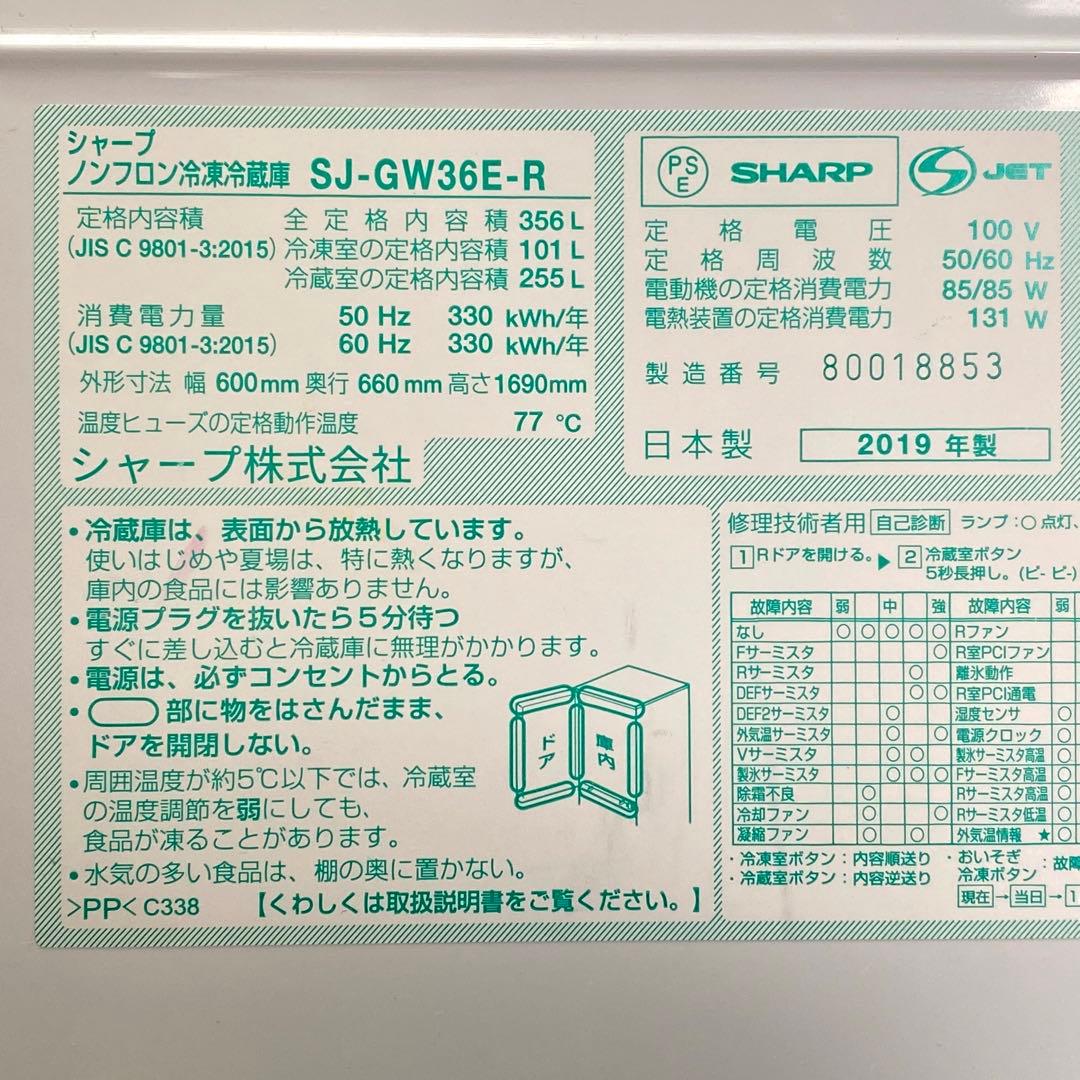 シャープ
ノンフロン冷凍冷蔵庫 SJ-GW36E-R
定格内容積 全定格内容積 356 L
(JIS C 9801-3:2015) 冷凍室の定格内容積 101 L
冷蔵室の定格内容積 255 L
消費電力量 50 Hz 330 kWh/年
(JIS C 9801-3:2015) 60 Hz 330 kWh/年
外形寸法 幅 600mm 奥行 660mm 高さ 1690mm
温度ヒューズの定格動作温度 77 ℃
シャープ株式会社
PSE SHARP S JET
定格電圧 100 V
定格周波数 50/60 Hz
電動機の定格消費電力 85/85 W
電熱装置の定格消費電力 131 W
製造番号 80018853
日本製 2019 年製
・冷蔵庫は、表面から放熱しています。
使いはじめや夏場は、特に熱くなりますが、
庫内の食品には影響ありません。
・電源プラグを抜いたら5分待つ
すぐに差し込むと冷蔵庫に無理がかかります。
・電源は、必ずコンセントからとる。
・ 部に物をはさんだまま、
ドアを開閉しない。
ドア 庫内
・周囲温度が約5℃以下では、冷蔵室
の温度調節を弱にしても、
食品が凍ることがあります。
・水気の多い食品は、棚の奥に置かない。
>PP< C338 【くわしくは取扱説明書をご覧ください。】
修理技術者用 自己診断 ランプ:○点灯、
1 Rドアを開ける。▶ 2 冷蔵室ボタン
5秒長押し。(ピーピー)
故障内容 弱 中 強 故障内容 弱
なし ○ ○ ○ ○ ○ Rファン
Fサーミスタ ○ R室PCIファン
Rサーミスタ ○ 離氷動作
DEFサーミスタ ○ ○ R室PCI通電
DEF2サーミスタ ○ 湿度センサ ○
外気温サーミスタ ○ ○ 電源クロック ○
Vサーミスタ ○ ○ 製氷サーミスタ高温 ○
製氷サーミスタ ○ ○ ○ Fサーミスタ高温 ○
除霜不良 ○ Rサーミスタ高温 ○
冷却ファン ○ ○ Rサーミスタ低温 ○
凝縮ファン ○ ○ 外気温情報 ★ ○
・冷凍室ボタン:内容順送り ・おいそぎ
・冷蔵室ボタン:内容逆送り 冷凍ボタン :故障
現在→当日→1